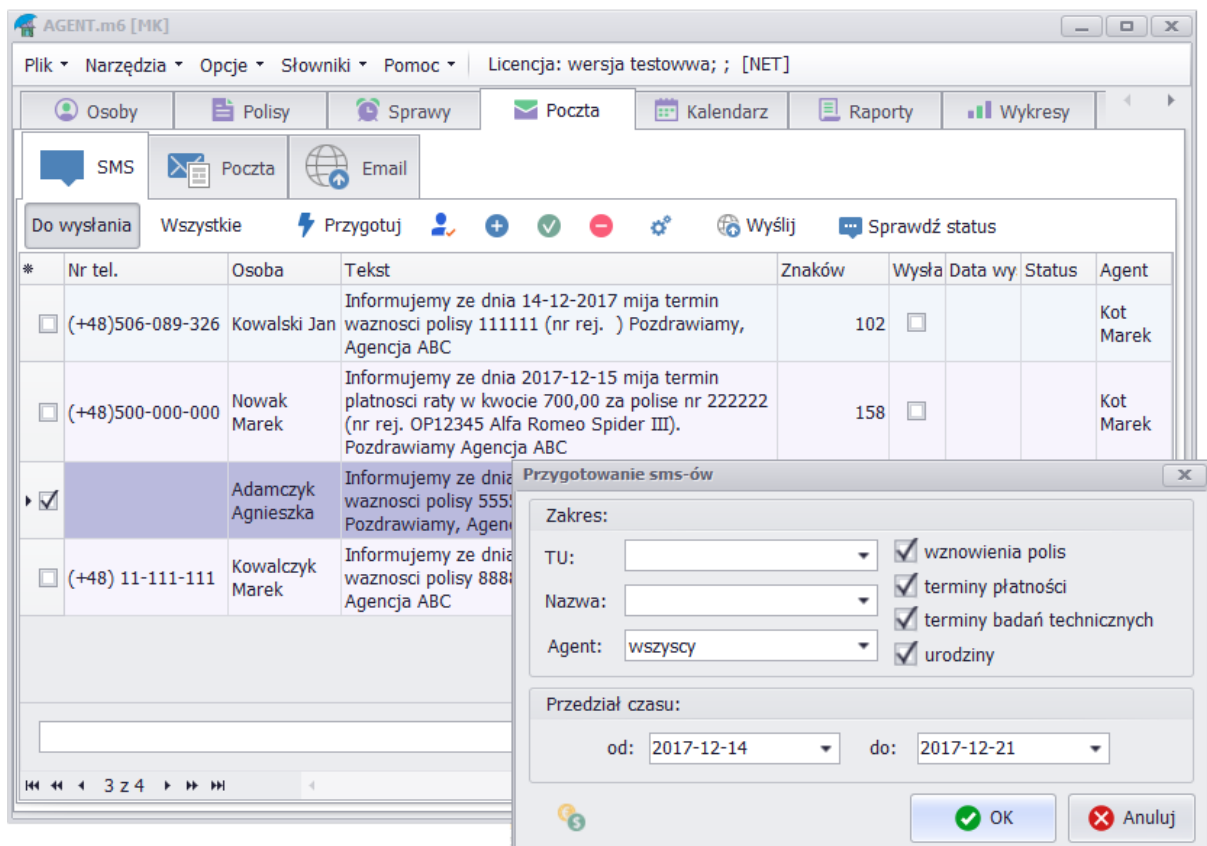 AGENT.m6 [MK]
Plik Narzędzia Opcje Słowniki Pomoc Licencja: wersja testowwa; ; [NET]
Osoby Polisy Sprawy Poczta Kalendarz Raporty Wykresy
SMS Poczta Email
Do wysłania Wszystkie Przygotuj Wyślij Sprawdź status
Nr tel. Osoba Tekst Znaków Wysła Data wy Status Agent
(+48)506-089-326 Kowalski Jan Informujemy ze dnia 14-12-2017 mija termin
waznosci polisy 111111 (nr rej. ) Pozdrawiamy,
Agencja ABC
102
Kot
Marek
(+48)500-000-000
Nowak
Marek
Informujemy ze dnia 2017-12-15 mija termin
platnosci raty w kwocie 700,00 za polise nr 222222
(nr rej. OP12345 Alfa Romeo Spider III).
Pozdrawiamy Agencja ABC
158
Kot
Marek
Adamczyk
Agnieszka
Informujemy ze dnia
waznosci polisy 5555
Pozdrawiamy, Agen
(+48) 11-111-111
Kowalczyk
Marek
Informujemy ze dnia
waznosci polisy 8888
Agencja ABC
3 z 4
Przygotowanie sms-ów
Zakres:
TU:
Nazwa:
Agent: wszyscy
wznowienia polis
terminy płatności
terminy badań technicznych
urodziny
Przedział czasu:
od: 2017-12-14 do: 2017-12-21
OK Anuluj